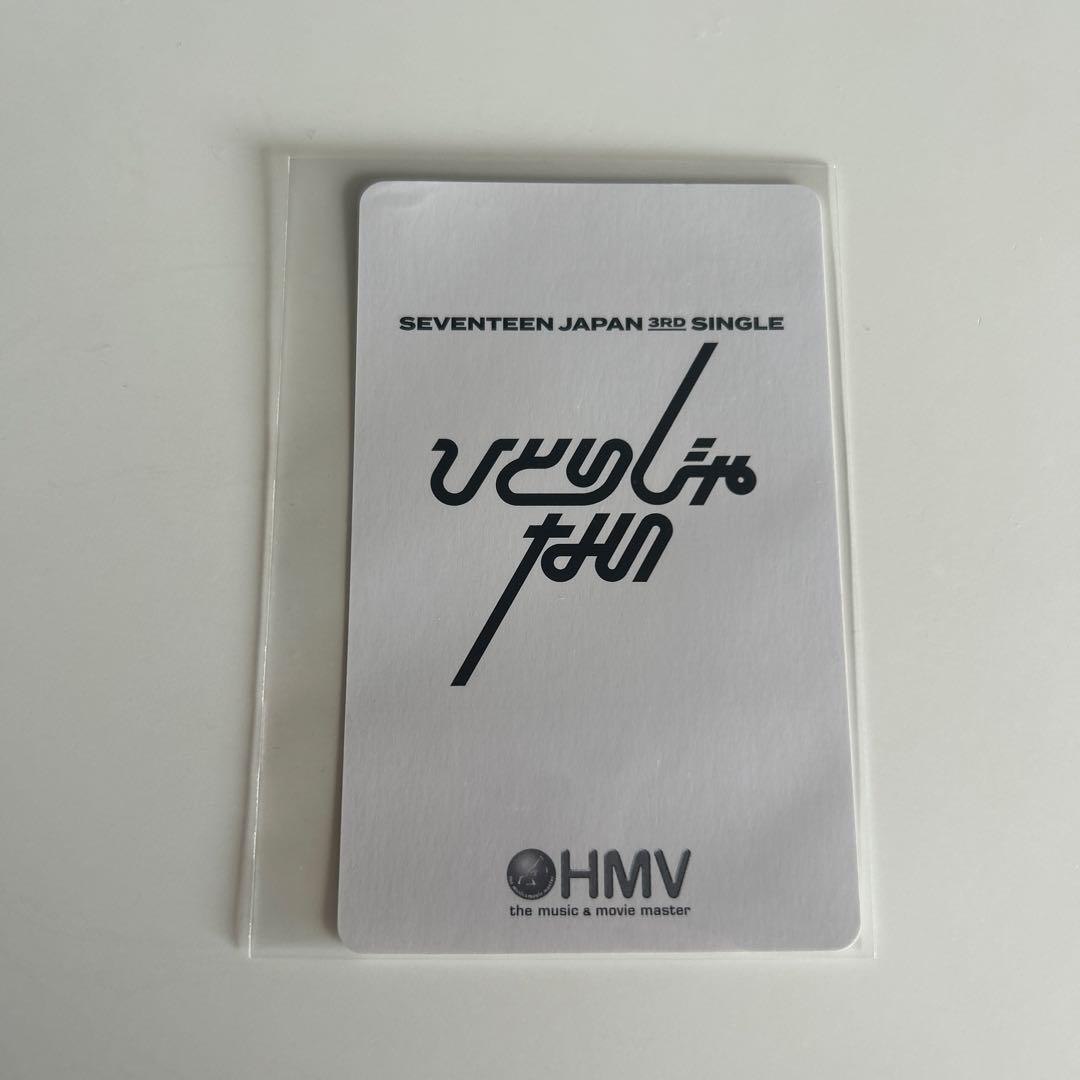 SEVENTEEN JAPAN 3RD SINGLE
ひとりじゃ
ない
HMV
the music & movie master